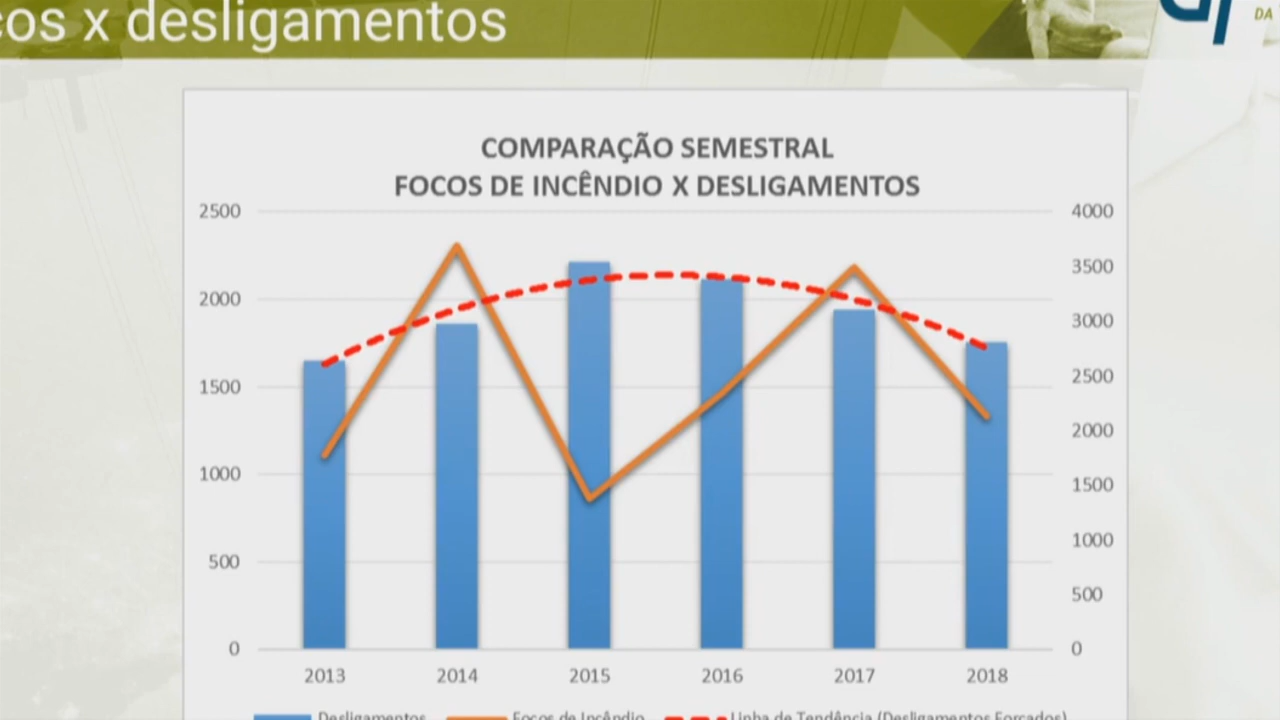 cos x desligamentos
DA
COMPARAÇÃO SEMESTRAL
FOCOS DE INCÊNDIO X DESLIGAMENTOS
2500 4000
3500
2000
3000
1500 2500
2000
1000 1500
1000
500
500
0 0
2013 2014 2015 2016 2017 2018
Desligamentos Focos de Incêndio Linha de Tendência (Desligamentos Forçados)